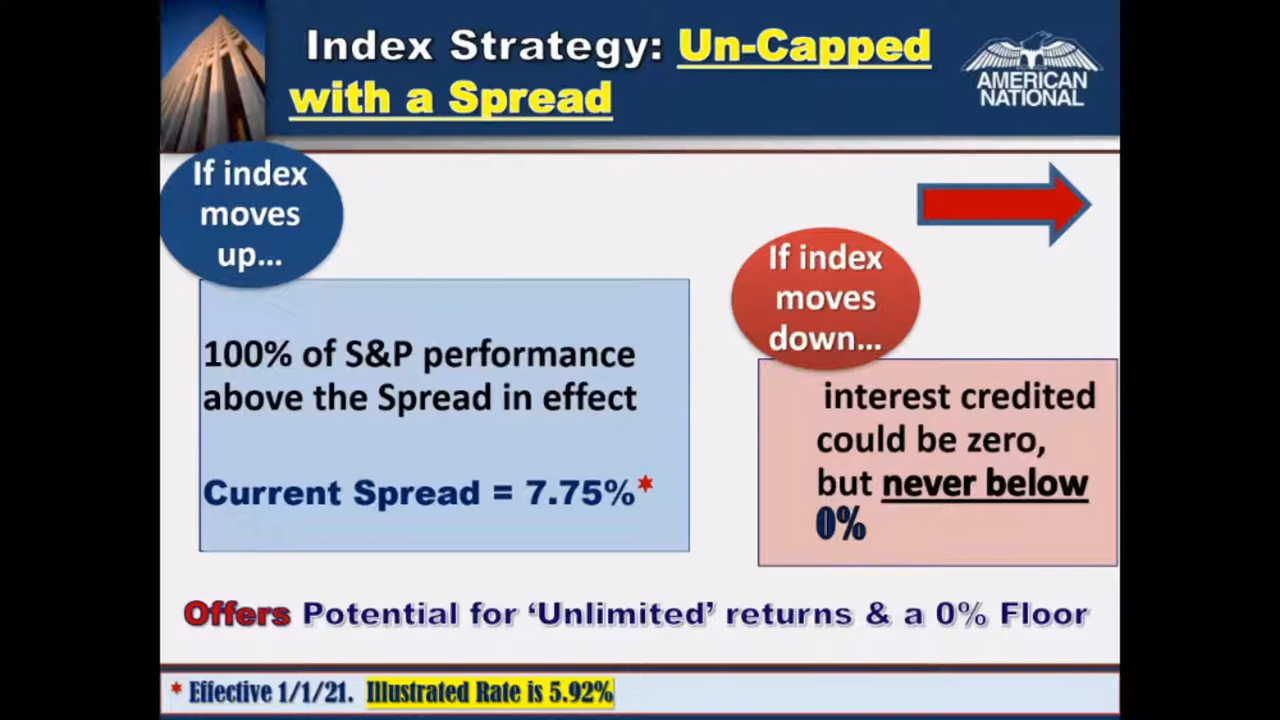 Index Strategy: Un-Capped
with a Spread
AMERICAN
NATIONAL
If index
moves
up...
100% of S&P performance
above the Spread in effect
Current Spread = 7.75%*
If index
moves
down...
interest credited
could be zero,
but never below
0%
Offers Potential for ‘Unlimited’ returns & a 0% Floor
* Effective 1/1/21. Illustrated Rate is 5.92%